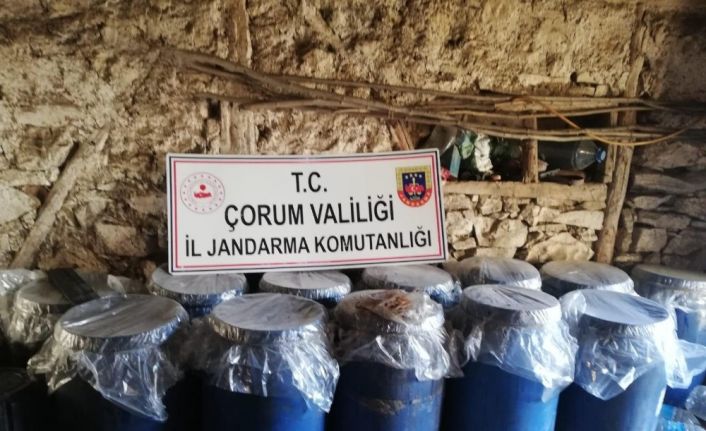 T.C.
ÇORUM VALİLİĞİ
İL JANDARMA KOMUTANLIĞI